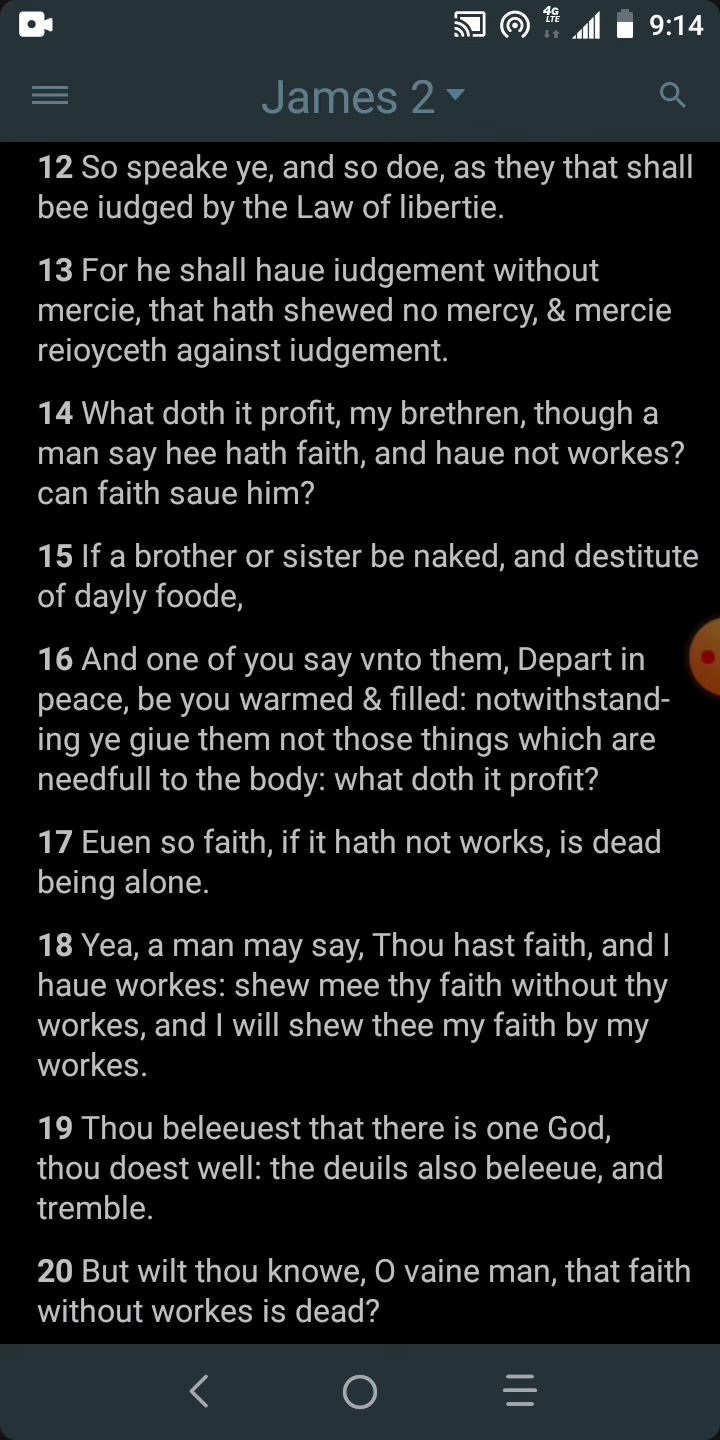 4G
LTE
9:14
James 2
12 So speake ye, and so doe, as they that shall
bee iudged by the Law of libertie.
13 For he shall haue iudgement without
mercie, that hath shewed no mercy, & mercie
reioyceth against iudgement.
14 What doth it profit, my brethren, though a
man say hee hath faith, and haue not workes?
can faith saue him?
15 If a brother or sister be naked, and destitute
of dayly foode,
16 And one of you say vnto them, Depart in
peace, be you warmed & filled: notwithstand-
ing ye giue them not those things which are
needfull to the body: what doth it profit?
17 Euen so faith, if it hath not works, is dead
being alone.
18 Yea, a man may say, Thou hast faith, and I
haue workes: shew mee thy faith without thy
workes, and I will shew thee my faith by my
workes.
19 Thou beleeuest that there is one God,
thou doest well: the deuils also beleeue, and
tremble.
20 But wilt thou knowe, O vaine man, that faith
without workes is dead?